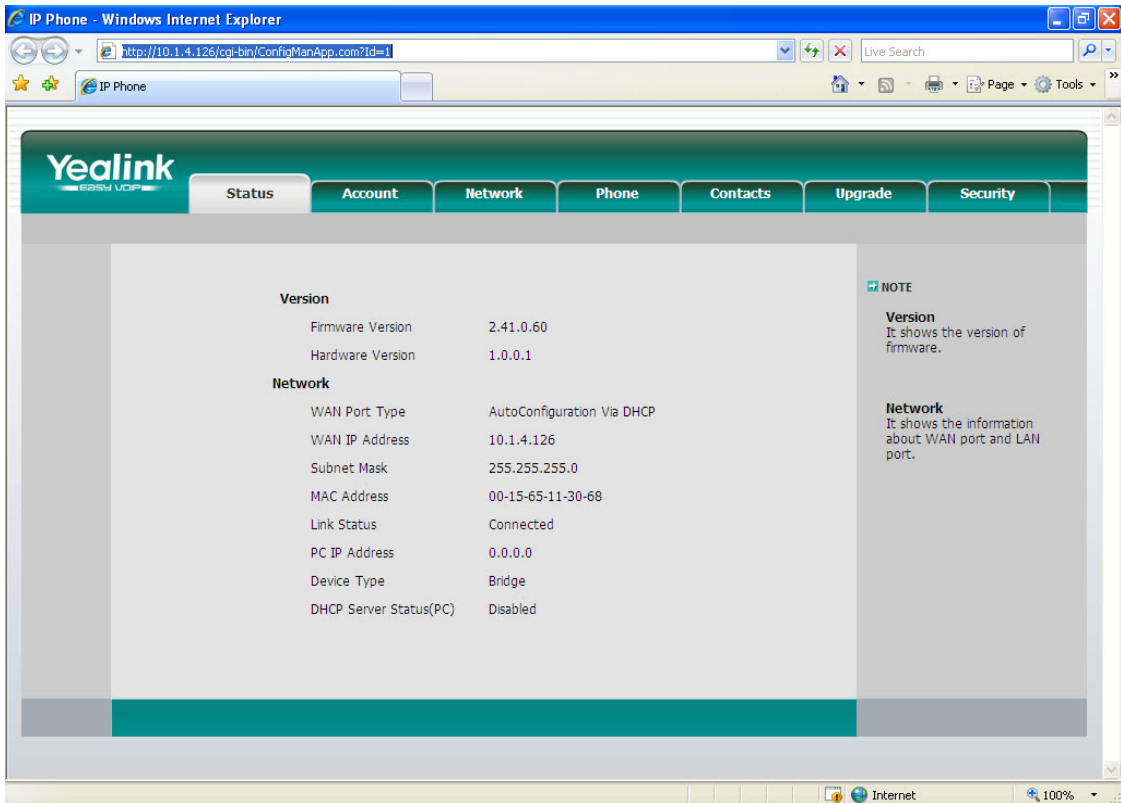 IP Phone - Windows Internet Explorer
http://10.1.4.126/cgi-bin/ConfigManApp.com?Id=1
Live Search
IP Phone
Page
Tools
Yealink
EASY VOIP
Status
Account
Network
Phone
Contacts
Upgrade
Security
Version
Firmware Version 2.41.0.60
Hardware Version 1.0.0.1
Network
WAN Port Type AutoConfiguration Via DHCP
WAN IP Address 10.1.4.126
Subnet Mask 255.255.255.0
MAC Address 00-15-65-11-30-68
Link Status Connected
PC IP Address 0.0.0.0
Device Type Bridge
DHCP Server Status(PC) Disabled
NOTE
Version
It shows the version of
firmware.
Network
It shows the information
about WAN port and LAN
port.
Internet
100%